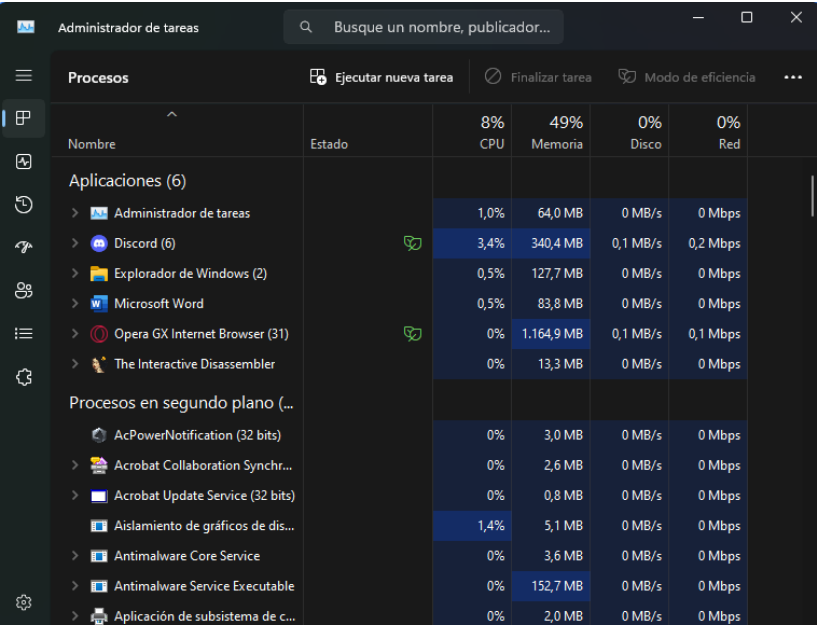 Administrador de tareas
Busque un nombre, publicador...
Procesos
Ejecutar nueva tarea
Finalizar tarea
Modo de eficiencia
8% 49% 0% 0%
Nombre Estado CPU Memoria Disco Red
Aplicaciones (6)
Administrador de tareas 1,0% 64,0 MB 0 MB/s 0 Mbps
Discord (6) 3,4% 340,4 MB 0,1 MB/s 0,2 Mbps
Explorador de Windows (2) 0,5% 127,7 MB 0 MB/s 0 Mbps
Microsoft Word 0,5% 83,8 MB 0 MB/s 0 Mbps
Opera GX Internet Browser (31) 0% 1.164,9 MB 0,1 MB/s 0,1 Mbps
The Interactive Disassembler 0% 13,3 MB 0 MB/s 0 Mbps
Procesos en segundo plano (...
AcPowerNotification (32 bits) 0% 3,0 MB 0 MB/s 0 Mbps
Acrobat Collaboration Synchr... 0% 2,6 MB 0 MB/s 0 Mbps
Acrobat Update Service (32 bits) 0% 0,8 MB 0 MB/s 0 Mbps
Aislamiento de gráficos de dis... 1,4% 5,1 MB 0 MB/s 0 Mbps
Antimalware Core Service 0% 3,6 MB 0 MB/s 0 Mbps
Antimalware Service Executable 0% 152,7 MB 0 MB/s 0 Mbps
Aplicación de subsistema de c... 0% 2,0 MB 0 MB/s 0 Mbps